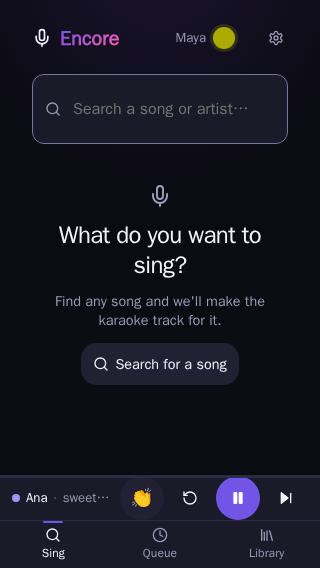 Encore
Maya
Search a song or artist…
What do you want to
sing?
Find any song and we'll make the
karaoke track for it.
Search for a song
Ana · sweet…
Sing
Queue
Library